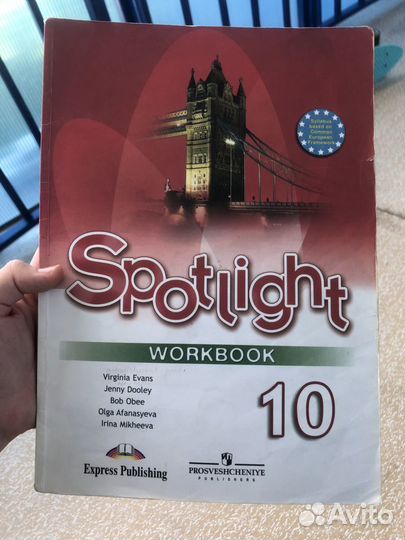 Syllabus
based on
Common
European
Framework
Spotlight
WORKBOOK
Virginia Evans
Jenny Dooley
Bob Obee
Olga Afanasyeva
Irina Mikheeva
10
Express Publishing
PROSVESHCHENIYE
PUBLISHERS
Avito